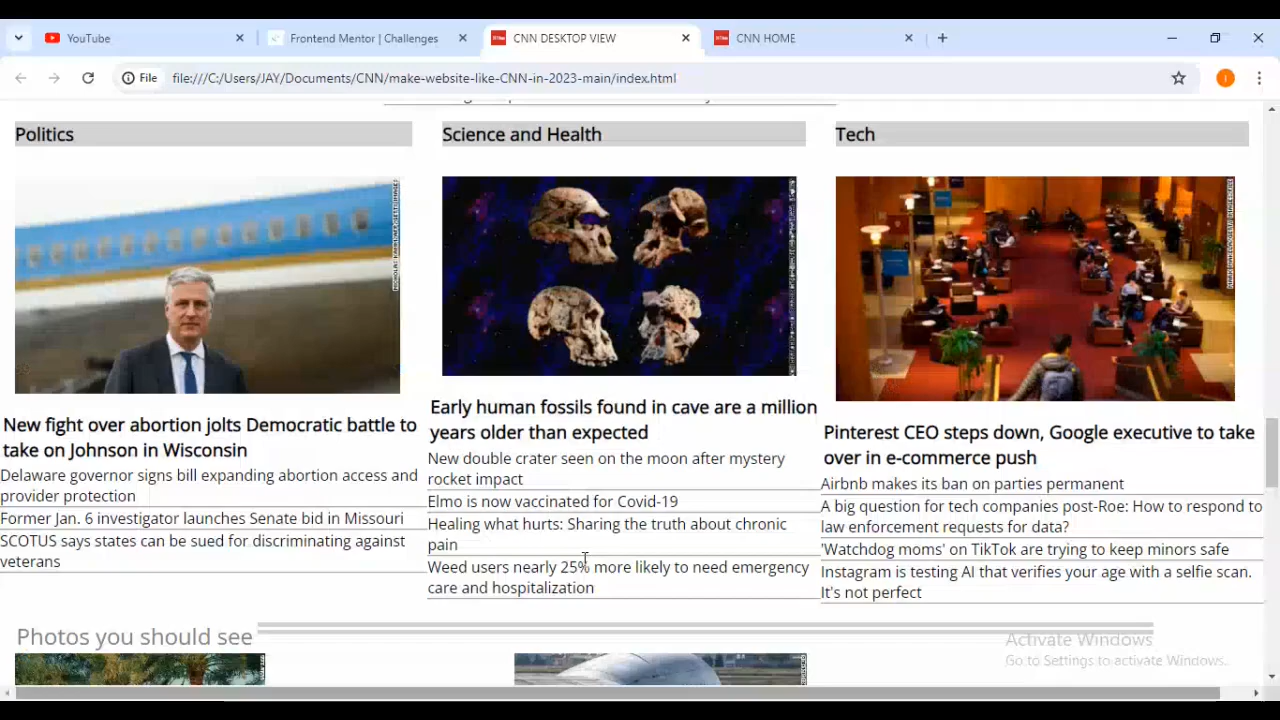 YouTube
Frontend Mentor | Challenges
CNN DESKTOP VIEW
CNN HOME
File
file:///C:/Users/JAY/Documents/CNN/make-website-like-CNN-in-2023-main/index.html
Politics
New fight over abortion jolts Democratic battle to
take on Johnson in Wisconsin
Delaware governor signs bill expanding abortion access and
provider protection
Former Jan. 6 investigator launches Senate bid in Missouri
SCOTUS says states can be sued for discriminating against
veterans
Science and Health
Early human fossils found in cave are a million
years older than expected
New double crater seen on the moon after mystery
rocket impact
Elmo is now vaccinated for Covid-19
Healing what hurts: Sharing the truth about chronic
pain
Weed users nearly 25% more likely to need emergency
care and hospitalization
Tech
Pinterest CEO steps down, Google executive to take
over in e-commerce push
Airbnb makes its ban on parties permanent
A big question for tech companies post-Roe: How to respond to
law enforcement requests for data?
'Watchdog moms' on TikTok are trying to keep minors safe
Instagram is testing AI that verifies your age with a selfie scan.
It's not perfect
Photos you should see
Activate Windows
Go to Settings to activate Windows.